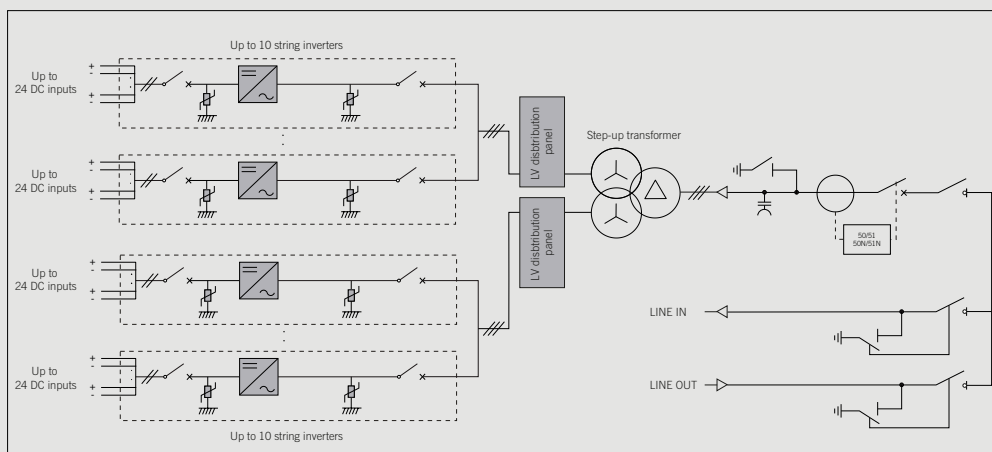 Up to 10 string inverters
Up to
24 DC inputs
+
-
+
-
Up to
24 DC inputs
+
-
+
-
LV disbtribution
panel
Step-up transformer
50/51
50N/51N
Up to
24 DC inputs
+
-
+
-
LV disbtribution
panel
LINE IN
Up to
24 DC inputs
+
-
+
-
LINE OUT
Up to 10 string inverters